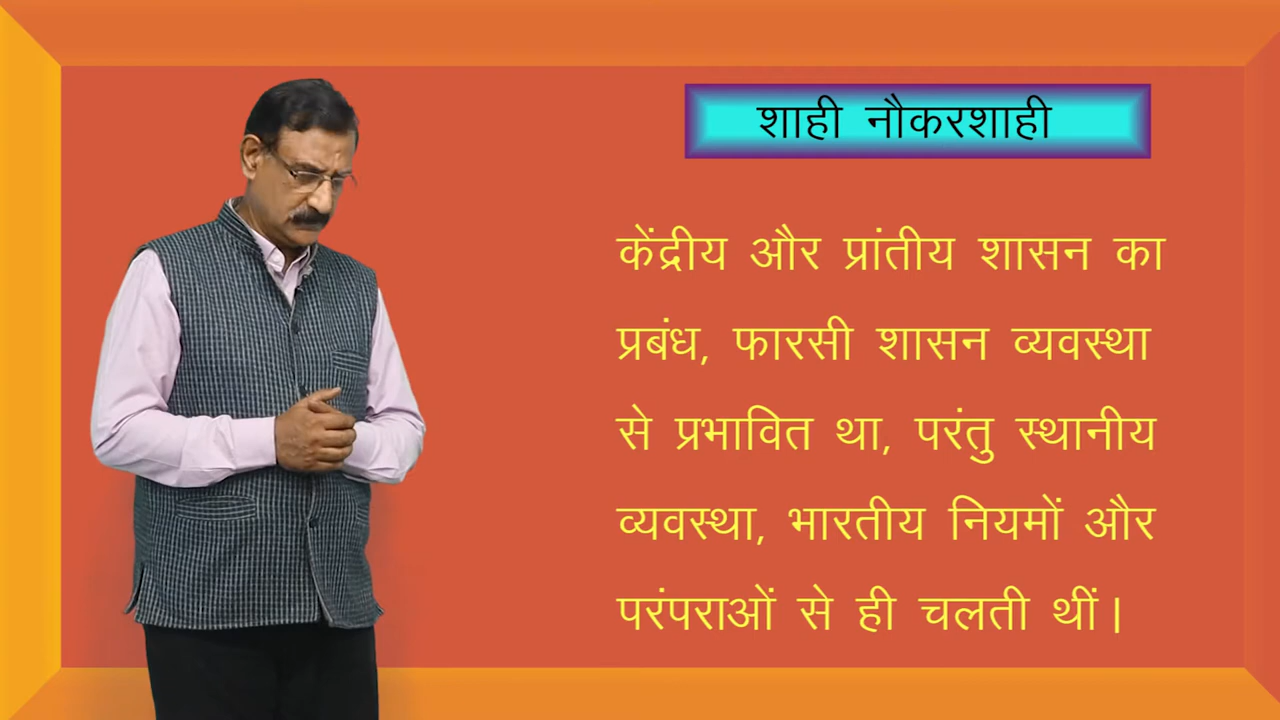 शाही नौकरशाही
केंद्रीय और प्रांतीय शासन का
प्रबंध, फारसी शासन व्यवस्था
से प्रभावित था, परंतु स्थानीय
व्यवस्था, भारतीय नियमों और
परंपराओं से ही चलती थीं।